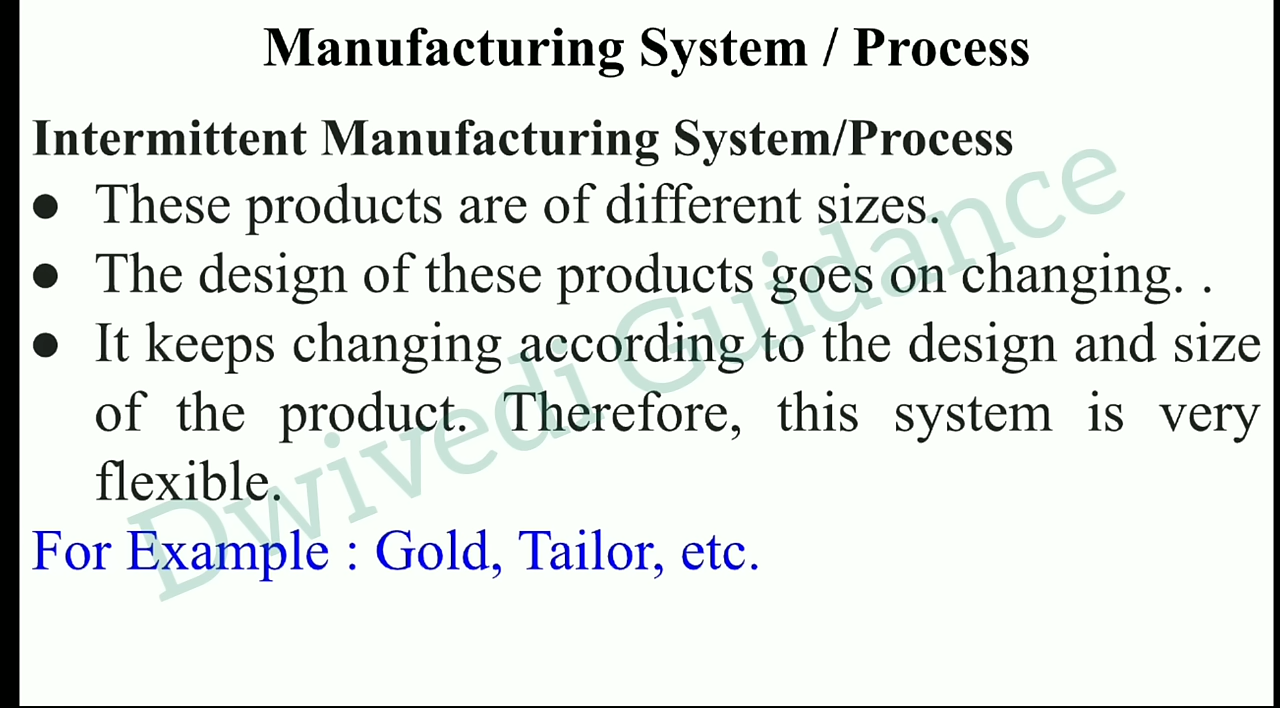 Manufacturing System / Process
Intermittent Manufacturing System/Process
● These products are of different sizes.
● The design of these products goes on changing. .
● It keeps changing according to the design and size
of the product. Therefore, this system is very
flexible.
For Example : Gold, Tailor, etc.
Dwivedi Guidance